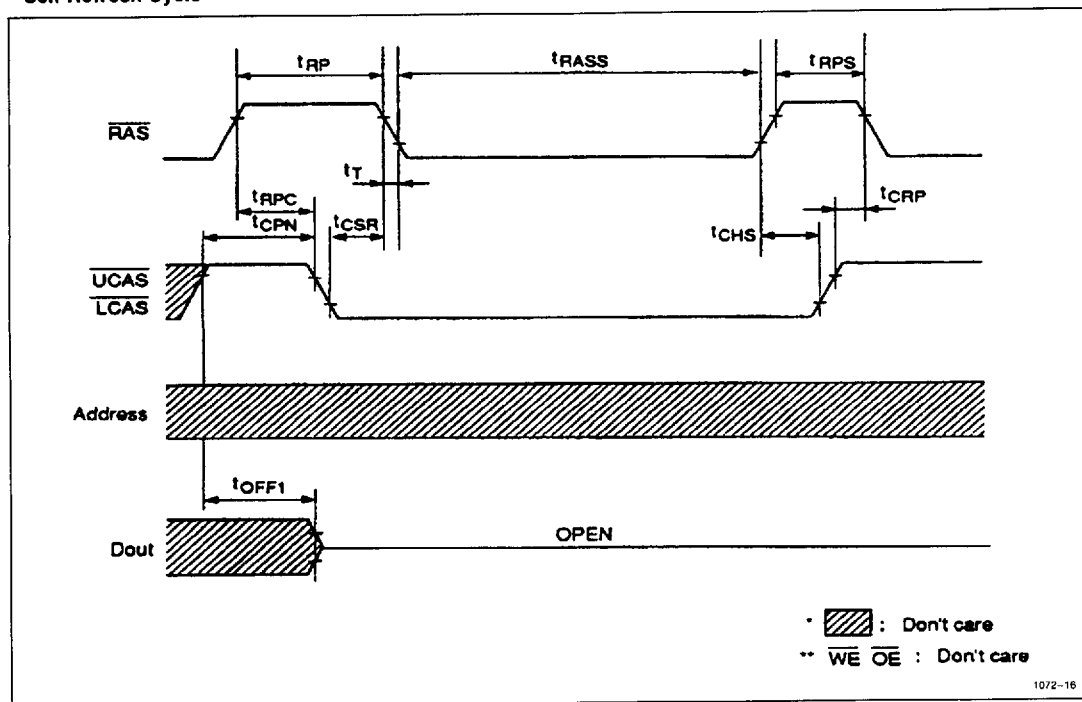 tRP
tRASS
tRPS
RAS
tT
tRPC
tCRP
tCPN
tCSR
tCHS
UCAS
LCAS
Address
tOFF1
Dout
OPEN
* : Don't care
** WE OE : Don't care
1072-16